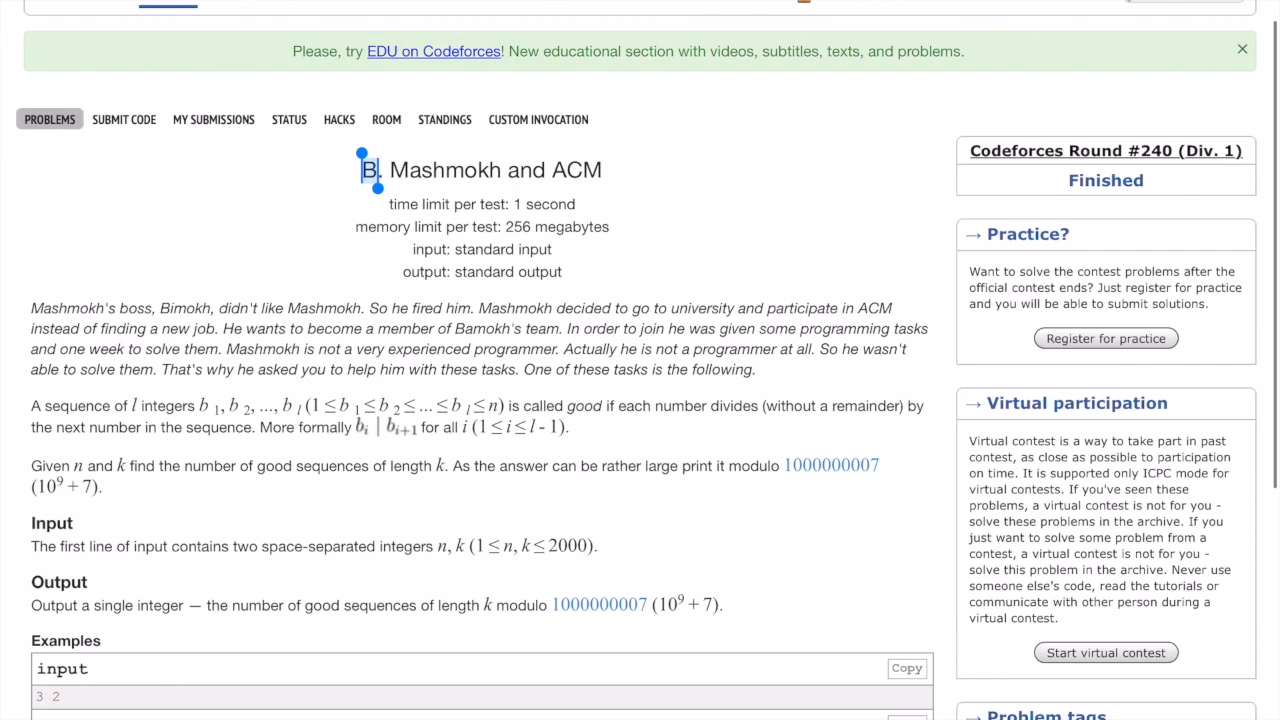 Please, try EDU on Codeforces! New educational section with videos, subtitles, texts, and problems. ×
PROBLEMS SUBMIT CODE MY SUBMISSIONS STATUS HACKS ROOM STANDINGS CUSTOM INVOCATION
B. Mashmokh and ACM
time limit per test: 1 second
memory limit per test: 256 megabytes
input: standard input
output: standard output
Mashmokh's boss, Bimokh, didn't like Mashmokh. So he fired him. Mashmokh decided to go to university and participate in ACM
instead of finding a new job. He wants to become a member of Bamokh's team. In order to join he was given some programming tasks
and one week to solve them. Mashmokh is not a very experienced programmer. Actually he is not a programmer at all. So he wasn't
able to solve them. That's why he asked you to help him with these tasks. One of these tasks is the following.
A sequence of l integers b 1, b 2, ..., b l (1 ≤ b 1 ≤ b 2 ≤ ... ≤ b l ≤ n) is called good if each number divides (without a remainder) by
the next number in the sequence. More formally b_i | b_{i+1} for all i (1 ≤ i ≤ l - 1).
Given n and k find the number of good sequences of length k. As the answer can be rather large print it modulo 1000000007
(10⁹ + 7).
Input
The first line of input contains two space-separated integers n, k (1 ≤ n, k ≤ 2000).
Output
Output a single integer — the number of good sequences of length k modulo 1000000007 (10⁹ + 7).
Examples
input
Copy
3 2
Codeforces Round #240 (Div. 1)
Finished
→ Practice?
Want to solve the contest problems after the
official contest ends? Just register for practice
and you will be able to submit solutions.
Register for practice
→ Virtual participation
Virtual contest is a way to take part in past
contest, as close as possible to participation
on time. It is supported only ICPC mode for
virtual contests. If you've seen these
problems, a virtual contest is not for you -
solve these problems in the archive. If you
just want to solve some problem from a
contest, a virtual contest is not for you -
solve this problem in the archive. Never use
someone else's code, read the tutorials or
communicate with other person during a
virtual contest.
Start virtual contest
→ Problem tags